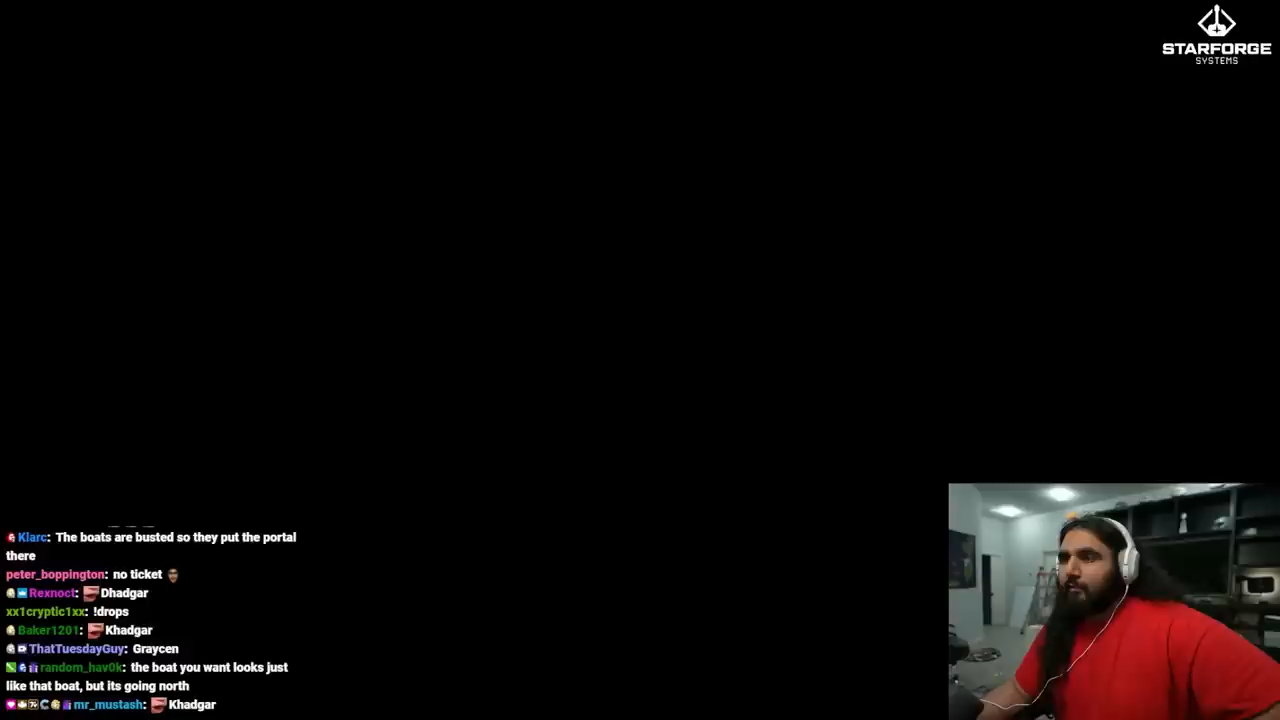 STARFORGE
SYSTEMS
Klarc: The boats are busted so they put the portal
there
peter_boppington: no ticket
Rexnoct: Dhadgar
xx1cryptic1xx: !drops
Baker1201: Khadgar
ThatTuesdayGuy: Graycen
random_hav0k: the boat you want looks just
like that boat, but its going north
mr_mustash: Khadgar